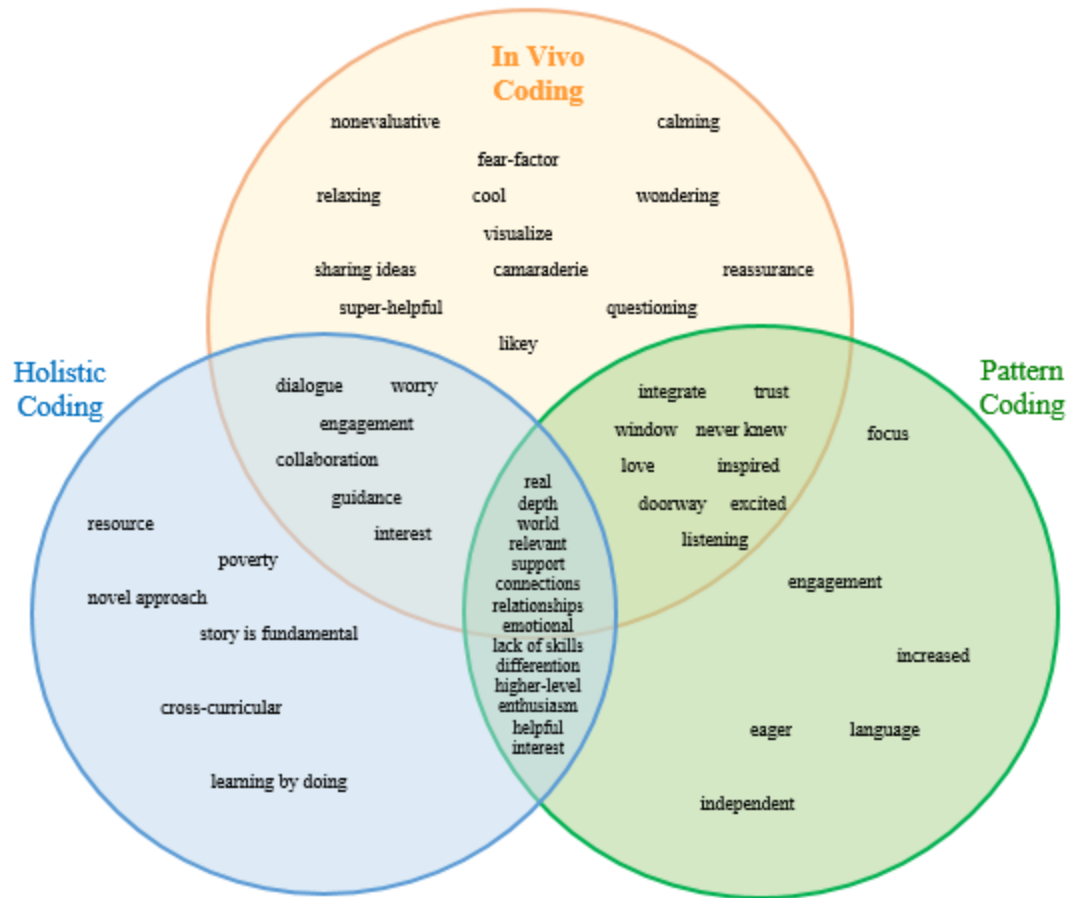 In Vivo
Coding
nonevaluative calming
fear-factor
relaxing cool wondering
visualize
sharing ideas camaraderie reassurance
super-helpful questioning
likey
Holistic
Coding
dialogue worry
engagement
collaboration
guidance
interest
resource
poverty
novel approach
story is fundamental
cross-curricular
learning by doing
real
depth
world
relevant
support
connections
relationships
emotional
lack of skills
differention
higher-level
enthusiasm
helpful
interest
integrate trust
window never knew
love inspired
doorway excited
listening
Pattern
Coding
focus
engagement
increased
eager language
independent